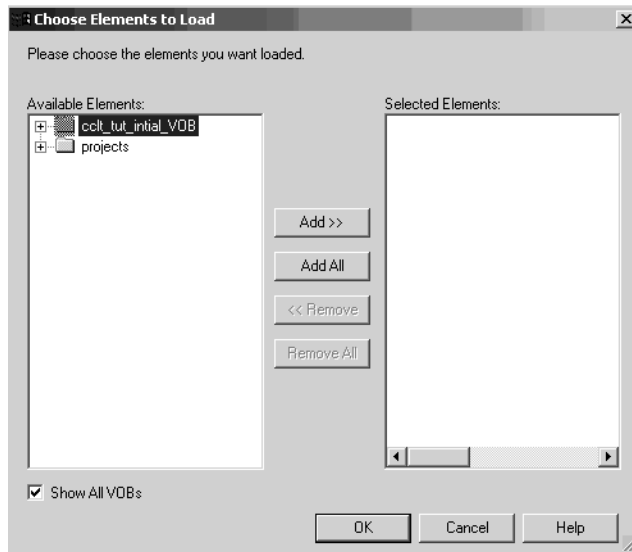 Choose Elements to Load
Please choose the elements you want loaded.
Available Elements:
Selected Elements:
cclt_tut_intial_VOB
projects
Add >>
Add All
<< Remove
Remove All
Show All VOBs
OK
Cancel
Help